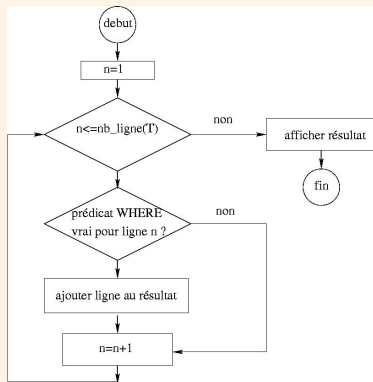 debut
n=1
n<=nb_ligne(T)
non
afficher résultat
fin
prédicat WHERE
vrai pour ligne n ?
non
ajouter ligne au résultat
n=n+1